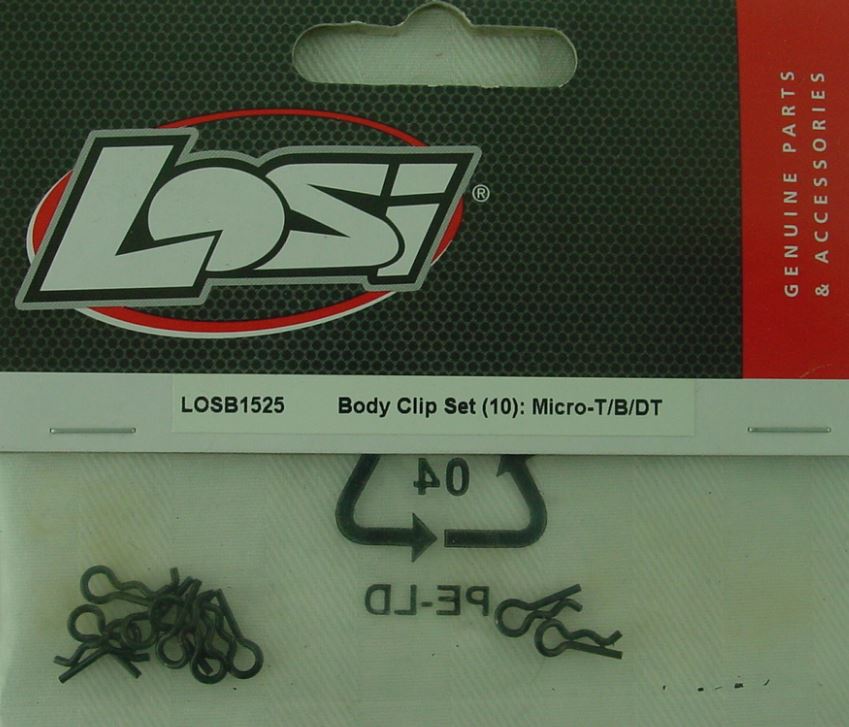 LOSi®
GENUINE PARTS
& ACCESSORIES
LOSB1525 Body Clip Set (10): Micro-T/B/DT
04
PE-LD